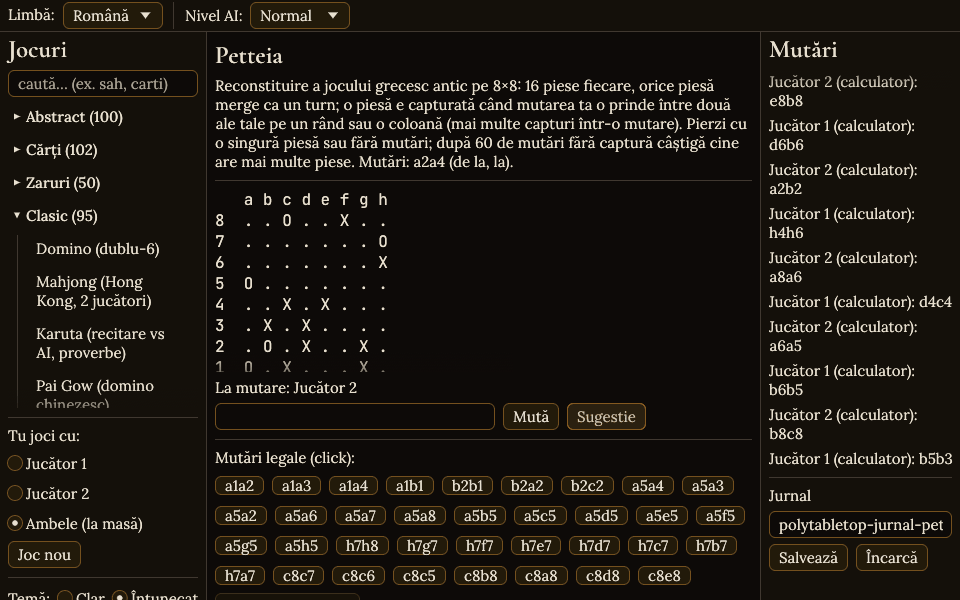 Limbă: Română ▼ Nivel AI: Normal ▼
Jocuri
caută... (ex. sah, carti)
▸ Abstract (100)
▸ Cărți (102)
▸ Zaruri (50)
▾ Clasic (95)
Domino (dublu-6)
Mahjong (Hong
Kong, 2 jucători)
Karuta (recitare vs
AI, proverbe)
Pai Gow (domino
chinezesc)
Tu joci cu:
Jucător 1
Jucător 2
Ambele (la masă)
Joc nou
Temă: Clar Întunecat
Petteia
Reconstituire a jocului grecesc antic pe 8×8: 16 piese fiecare, orice piesă
merge ca un turn; o piesă e capturată când mutarea ta o prinde între două
ale tale pe un rând sau o coloană (mai multe capturi într-o mutare). Pierzi cu
o singură piesă sau fără mutări; după 60 de mutări fără captură câștigă cine
are mai multe piese. Mutări: a2a4 (de la, la).
a b c d e f g h
8 . . O . . X . .
7 . . . . . . . O
6 . . . . . . . X
5 O . . . . . . .
4 . . X . X . . .
3 . X . X . . . .
2 . O . X . . X .
1 O . X . . . X .
La mutare: Jucător 2
Mută Sugestie
Mutări legale (click):
a1a2 a1a3 a1a4 a1b1 b2b1 b2a2 b2c2 a5a4 a5a3
a5a2 a5a6 a5a7 a5a8 a5b5 a5c5 a5d5 a5e5 a5f5
a5g5 a5h5 h7h8 h7g7 h7f7 h7e7 h7d7 h7c7 h7b7
h7a7 c8c7 c8c6 c8c5 c8b8 c8a8 c8d8 c8e8
Mutări
Jucător 2 (calculator):
e8b8
Jucător 1 (calculator):
d6b6
Jucător 2 (calculator):
a2b2
Jucător 1 (calculator):
h4h6
Jucător 2 (calculator):
a8a6
Jucător 1 (calculator): d4c4
Jucător 2 (calculator):
a6a5
Jucător 1 (calculator):
b6b5
Jucător 2 (calculator):
b8c8
Jucător 1 (calculator): b5b3
Jurnal
polytabletop-jurnal-pet
Salvează Încarcă